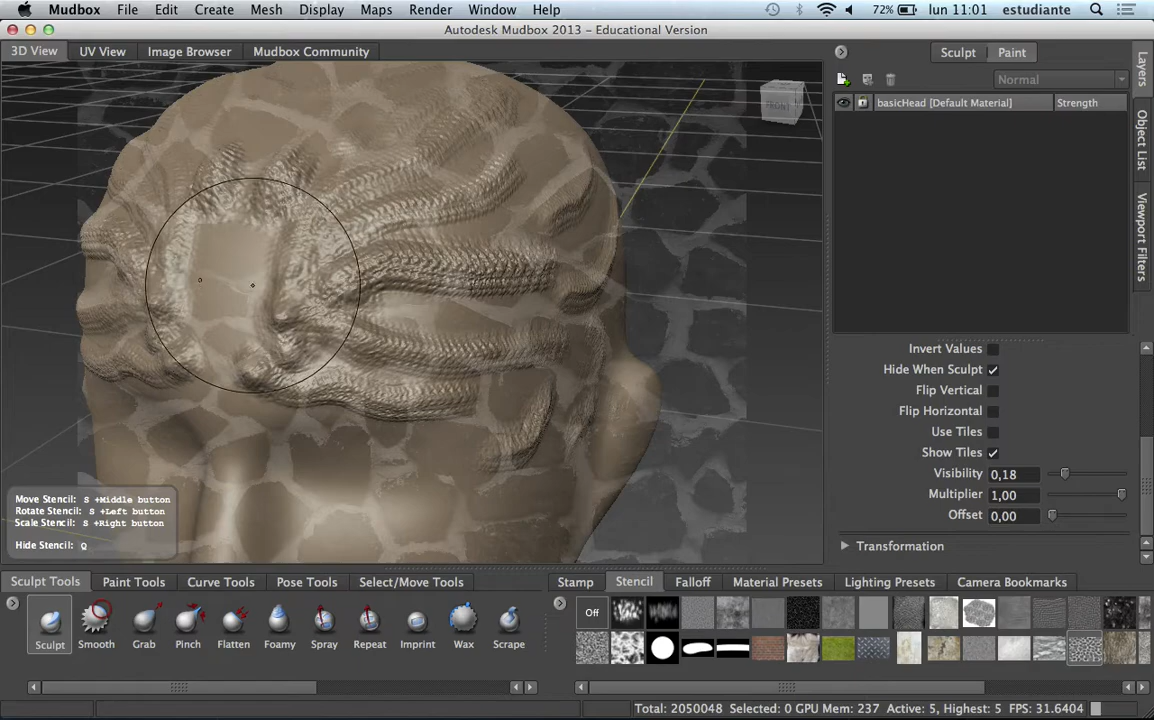 Mudbox File Edit Create Mesh Display Maps Render Window Help 72% lun 11:01 estudiante
Autodesk Mudbox 2013 - Educational Version
3D View UV View Image Browser Mudbox Community
Sculpt Paint
Normal
basicHead [Default Material] Strength
Layers
Object List
Viewport Filters
FRONT
Invert Values
Hide When Sculpt
Flip Vertical
Flip Horizontal
Use Tiles
Show Tiles
Visibility 0,18
Multiplier 1,00
Offset 0,00
Transformation
Move Stencil: S +Middle button
Rotate Stencil: S +Left button
Scale Stencil: S +Right button
Hide Stencil: Q
Sculpt Tools Paint Tools Curve Tools Pose Tools Select/Move Tools
Stamp Stencil Falloff Material Presets Lighting Presets Camera Bookmarks
Off
Sculpt Smooth Grab Pinch Flatten Foamy Spray Repeat Imprint Wax Scrape
Total: 2050048 Selected: 0 GPU Mem: 237 Active: 5, Highest: 5 FPS: 31.6404